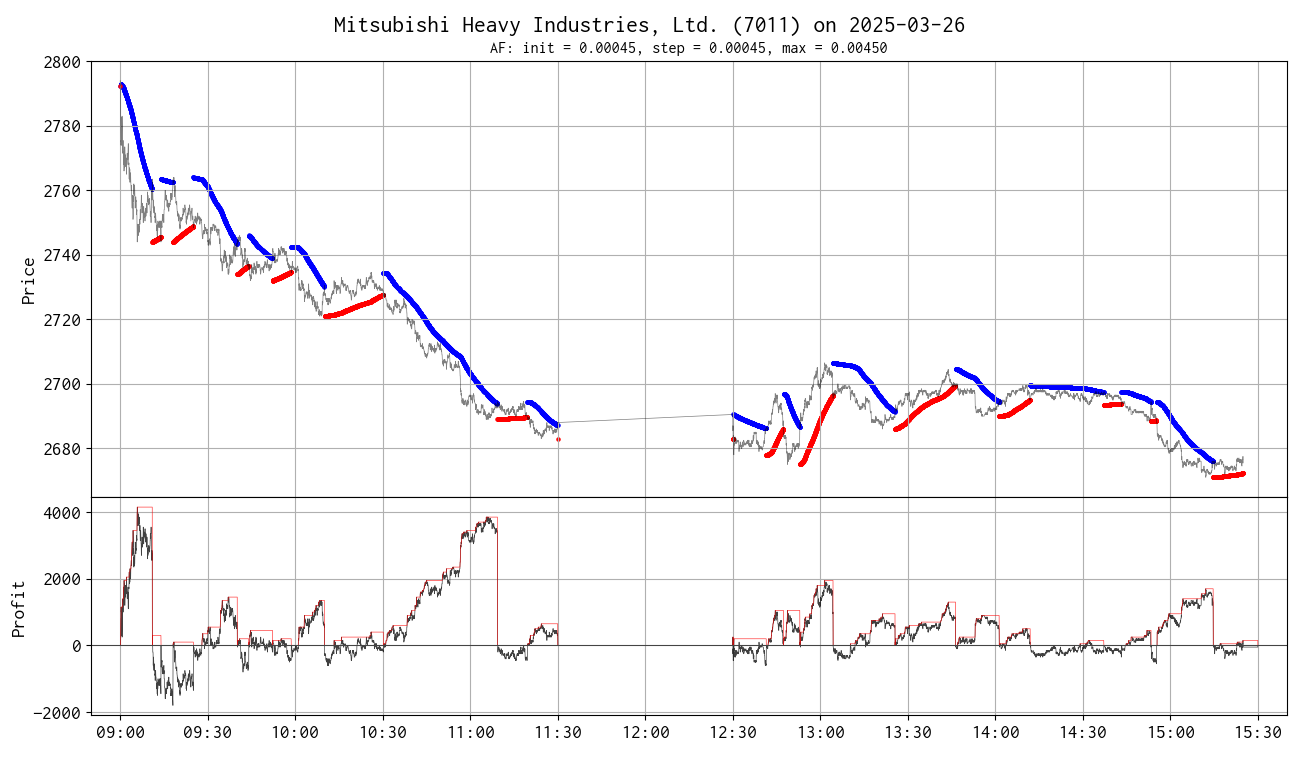 Mitsubishi Heavy Industries, Ltd. (7011) on 2025-03-26
AF: init = 0.00045, step = 0.00045, max = 0.00450
Price
2800
2780
2760
2740
2720
2700
2680
Profit
4000
2000
0
−2000
09:00 09:30 10:00 10:30 11:00 11:30 12:00 12:30 13:00 13:30 14:00 14:30 15:00 15:30